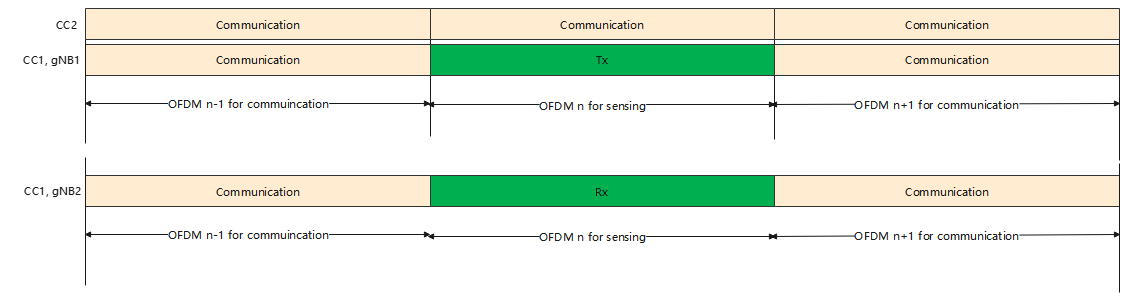 CC2 Communication Communication Communication
CC1, gNB1 Communication Tx Communication
OFDM n-1 for commuincation OFDM n for sensing OFDM n+1 for communication
CC1, gNB2 Communication Rx Communication
OFDM n-1 for commuincation OFDM n for sensing OFDM n+1 for communication